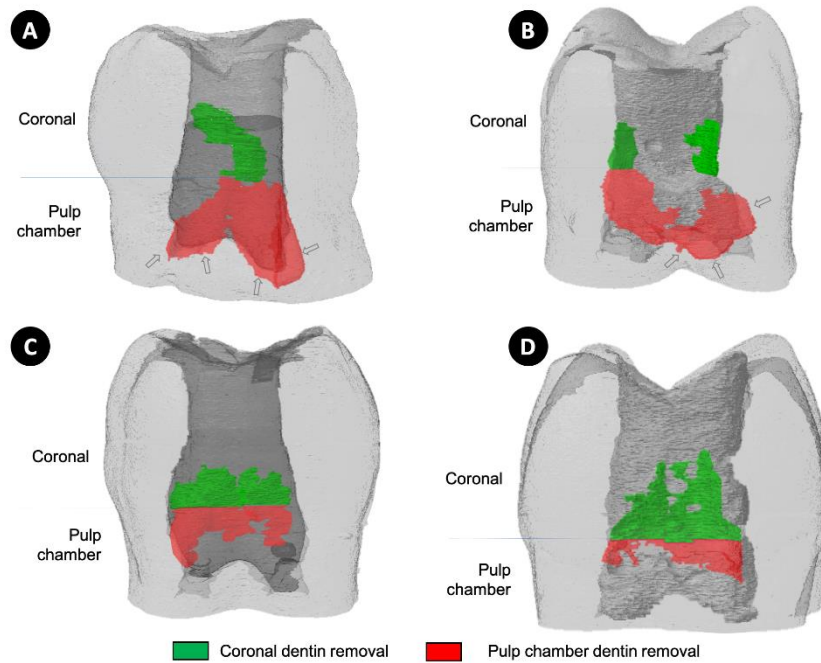 A
Coronal
Pulp
chamber
B
Coronal
Pulp
chamber
C
Coronal
Pulp
chamber
D
Coronal
Pulp
chamber
Coronal dentin removal
Pulp chamber dentin removal